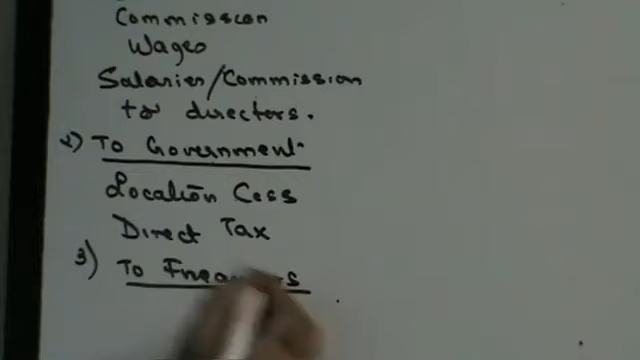 Commission
Wages
Salaries/Commission
to directors.
2) To Government
Location Cess
Direct Tax
3) To